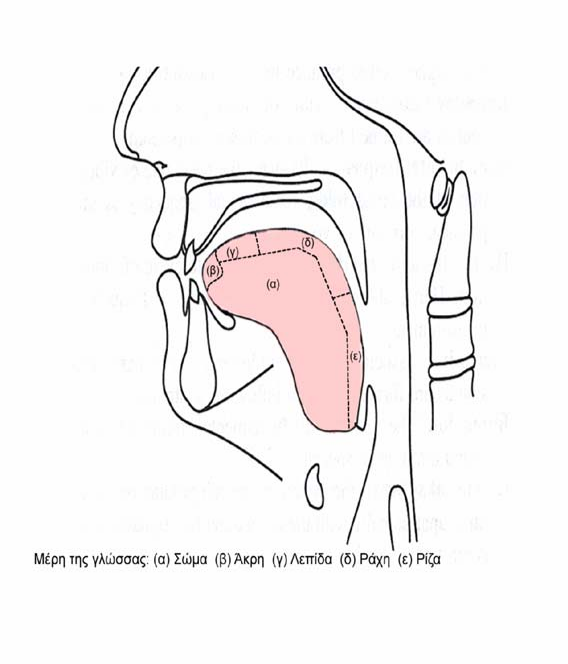 (γ)
(δ)
(β)
(α)
(ε)
Μέρη της γλώσσας: (α) Σώμα (β) Άκρη (γ) Λεπίδα (δ) Ράχη (ε) Ρίζα